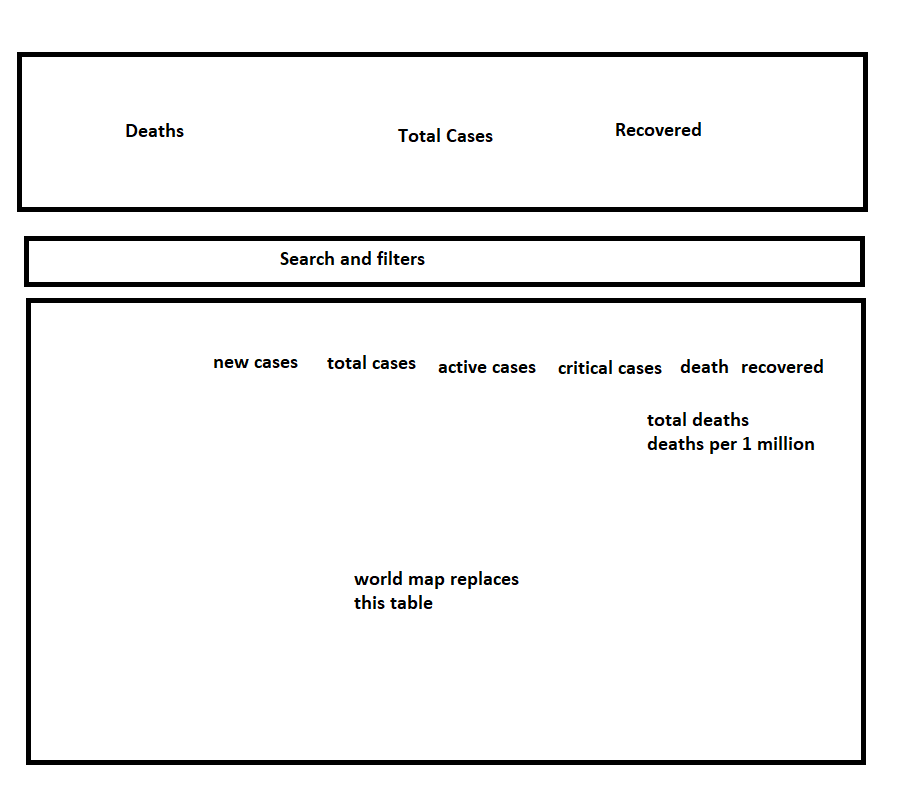 Deaths
Total Cases
Recovered
Search and filters
new cases
total cases
active cases
critical cases
death
recovered
total deaths
deaths per 1 million
world map replaces
this table